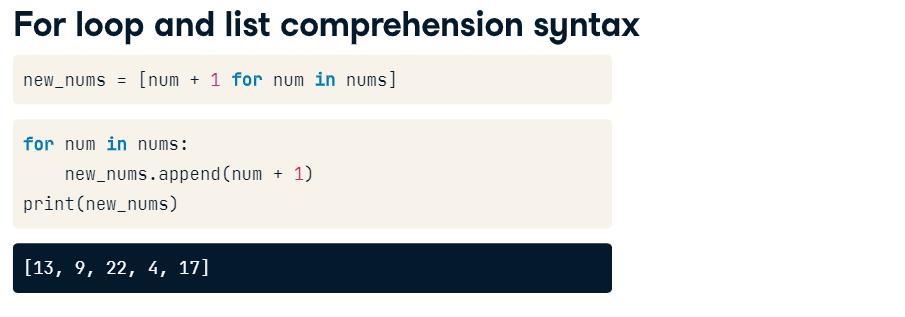 For loop and list comprehension syntax
new_nums = [num + 1 for num in nums]
for num in nums:
    new_nums.append(num + 1)
print(new_nums)
[13, 9, 22, 4, 17]